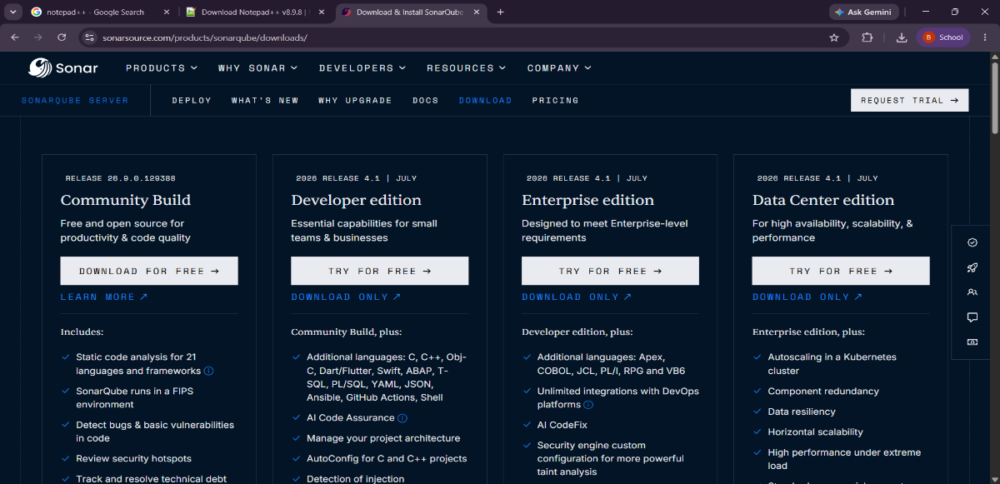 notepad++ - Google Search
Download Notepad++ v8.9.8 |
Download & Install SonarQube
Ask Gemini
sonarsource.com/products/sonarqube/downloads/
B School
Sonar
PRODUCTS WHY SONAR DEVELOPERS RESOURCES COMPANY
SONARQUBE SERVER DEPLOY WHAT'S NEW WHY UPGRADE DOCS DOWNLOAD PRICING REQUEST TRIAL →
RELEASE 26.9.0.129388
Community Build
Free and open source for
productivity & code quality
DOWNLOAD FOR FREE →
LEARN MORE ↗
Includes:
Static code analysis for 21
languages and frameworks
SonarQube runs in a FIPS
environment
Detect bugs & basic vulnerabilities
in code
Review security hotspots
Track and resolve technical debt
2026 RELEASE 4.1 | JULY
Developer edition
Essential capabilities for small
teams & businesses
TRY FOR FREE →
DOWNLOAD ONLY ↗
Community Build, plus:
Additional languages: C, C++, Obj-
C, Dart/Flutter, Swift, ABAP, T-
SQL, PL/SQL, YAML, JSON,
Ansible, GitHub Actions, Shell
AI Code Assurance
Manage your project architecture
AutoConfig for C and C++ projects
Detection of injection
2026 RELEASE 4.1 | JULY
Enterprise edition
Designed to meet Enterprise-level
requirements
TRY FOR FREE →
DOWNLOAD ONLY ↗
Developer edition, plus:
Additional languages: Apex,
COBOL, JCL, PL/I, RPG and VB6
Unlimited integrations with DevOps
platforms
AI CodeFix
Security engine custom
configuration for more powerful
taint analysis
2026 RELEASE 4.1 | JULY
Data Center edition
For high availability, scalability, &
performance
TRY FOR FREE →
DOWNLOAD ONLY ↗
Enterprise edition, plus:
Autoscaling in a Kubernetes
cluster
Component redundancy
Data resiliency
Horizontal scalability
High performance under extreme
load